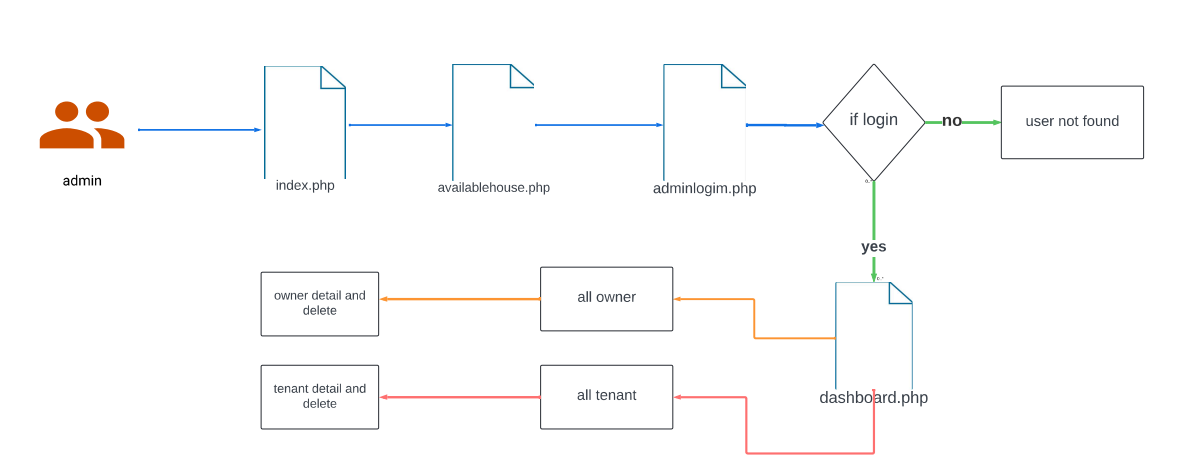 admin
index.php
availablehouse.php
adminlogim.php
if login
no
user not found
yes
owner detail and
delete
all owner
tenant detail and
delete
all tenant
dashboard.php